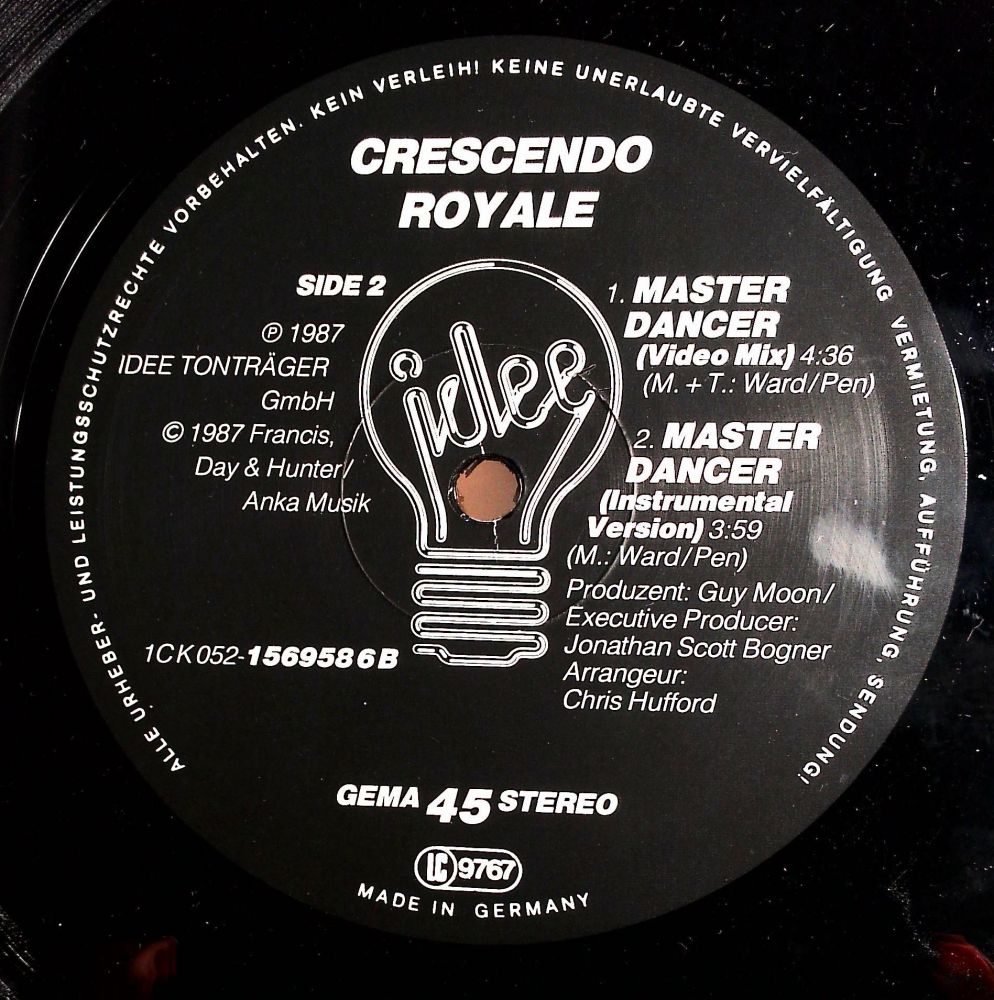 ALLE URHEBER- UND LEISTUNGSSCHUTZRECHTE VORBEHALTEN. KEIN VERLEIH! KEINE UNERLAUBTE VERVIELFÄLTIGUNG VERMIETUNG, AUFFÜHRUNG, SENDUNG!
CRESCENDO
ROYALE
SIDE 2
℗ 1987
IDEE TONTRÄGER
GmbH
© 1987 Francis,
Day & Hunter/
Anka Musik
idee
1. MASTER
DANCER
(Video Mix) 4:36
(M. + T.: Ward/Pen)
2. MASTER
DANCER
(Instrumental
Version) 3:59
(M.: Ward/Pen)
Produzent: Guy Moon/
Executive Producer:
Jonathan Scott Bogner
Arrangeur:
Chris Hufford
1CK 052-156958 6 B
GEMA 45 STEREO
LC 9767
MADE IN GERMANY